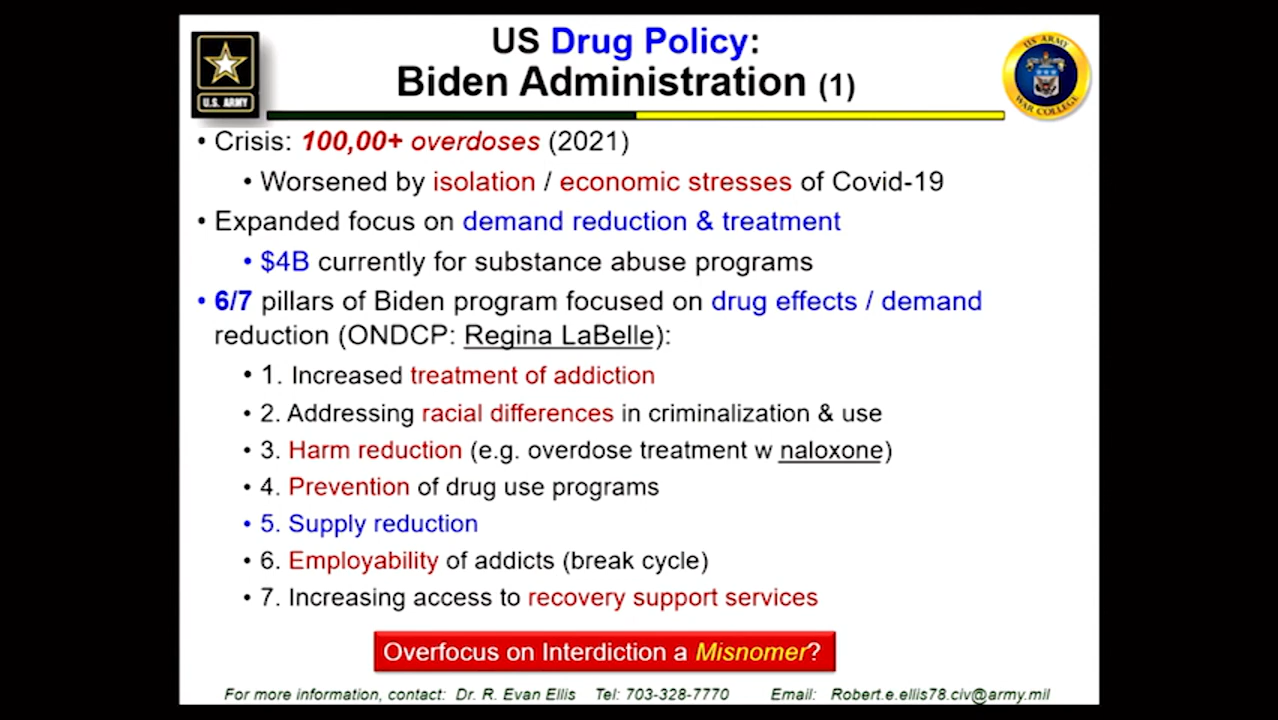 US Drug Policy:
Biden Administration (1)
U.S. ARMY
US ARMY
WAR COLLEGE
• Crisis: 100,00+ overdoses (2021)
• Worsened by isolation / economic stresses of Covid-19
• Expanded focus on demand reduction & treatment
• $4B currently for substance abuse programs
• 6/7 pillars of Biden program focused on drug effects / demand
reduction (ONDCP: Regina LaBelle):
• 1. Increased treatment of addiction
• 2. Addressing racial differences in criminalization & use
• 3. Harm reduction (e.g. overdose treatment w naloxone)
• 4. Prevention of drug use programs
• 5. Supply reduction
• 6. Employability of addicts (break cycle)
• 7. Increasing access to recovery support services
Overfocus on Interdiction a Misnomer?
For more information, contact: Dr. R. Evan Ellis Tel: 703-328-7770 Email: Robert.e.ellis78.civ@army.mil